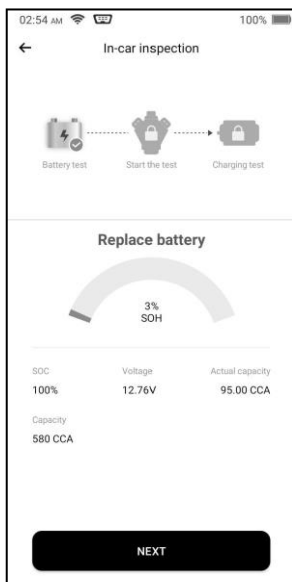 02:54 AM 100%
In-car inspection
Battery test Start the test Charging test
Replace battery
3%
SOH
SOC Voltage Actual capacity
100% 12.76V 95.00 CCA
Capacity
580 CCA
NEXT